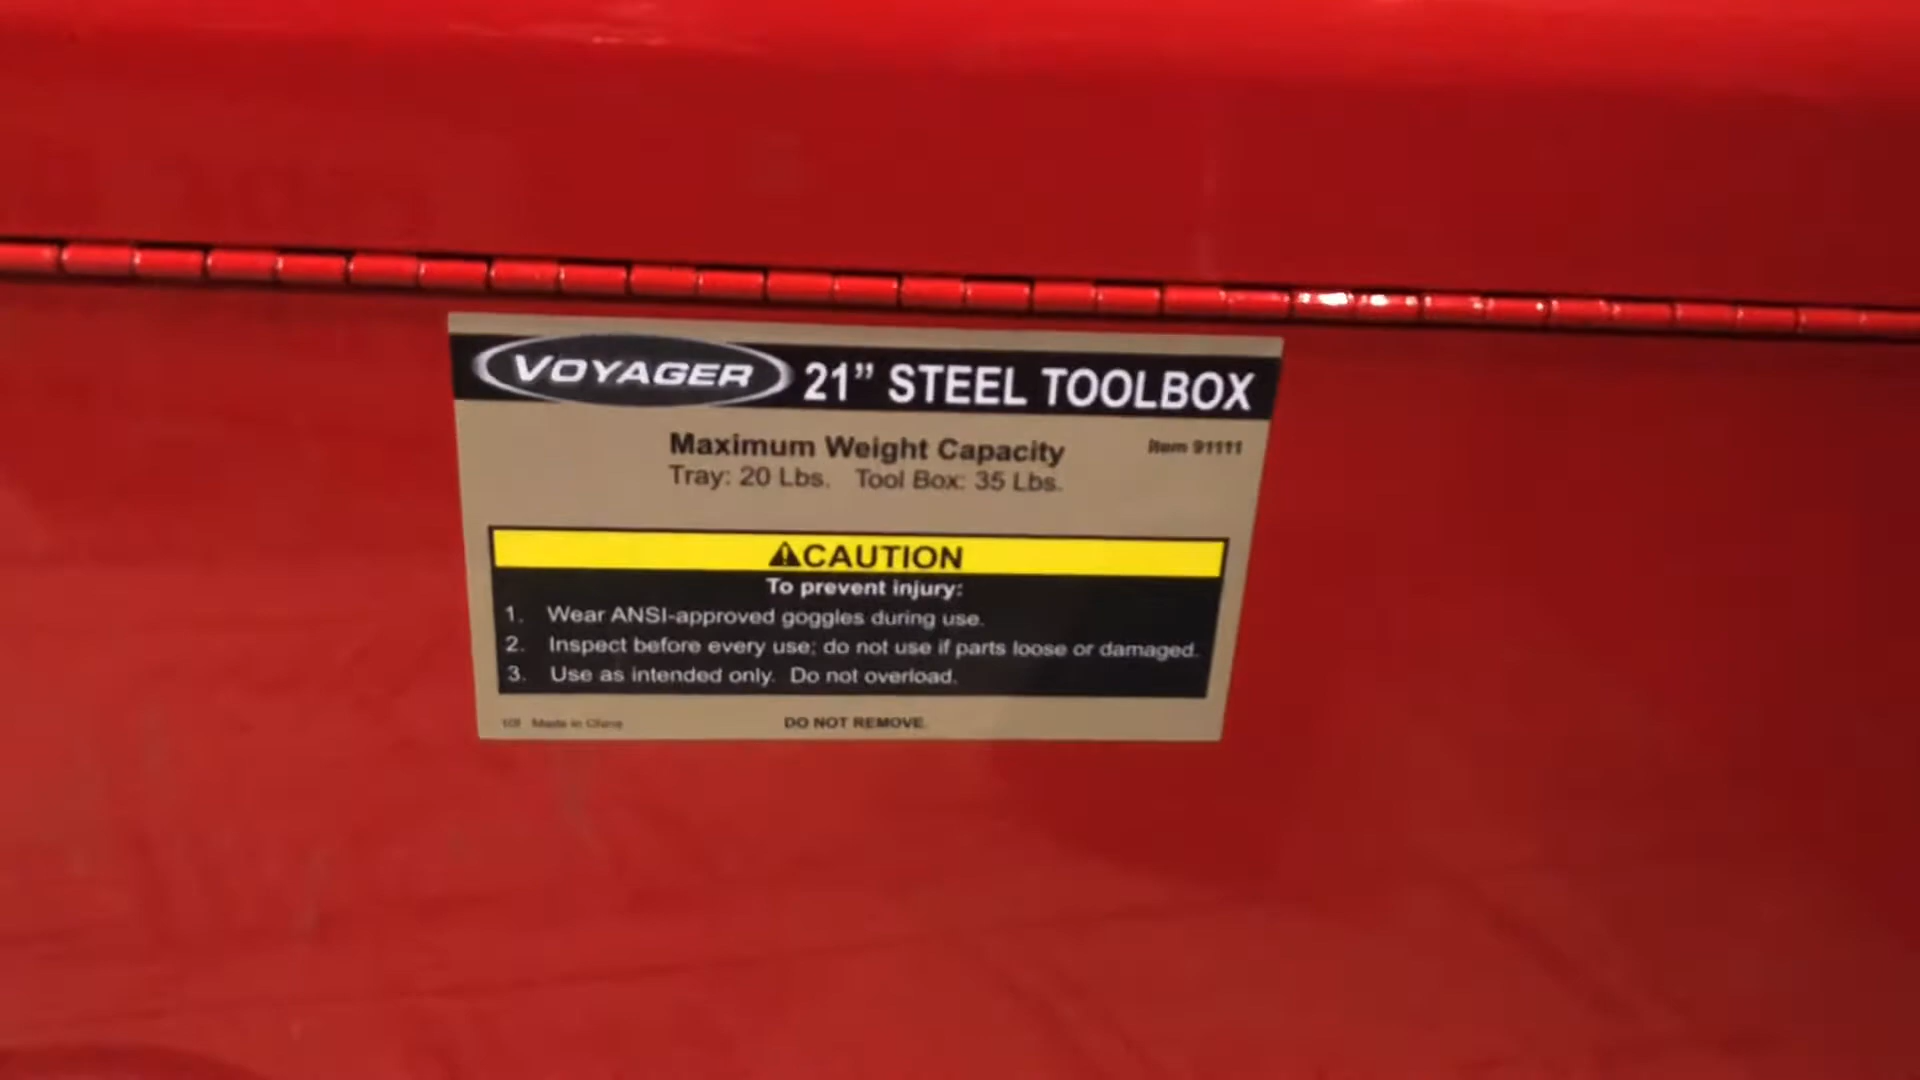 VOYAGER 21” STEEL TOOLBOX
Maximum Weight Capacity
Item 91111
Tray: 20 Lbs. Tool Box: 35 Lbs.
⚠CAUTION
To prevent injury:
1. Wear ANSI-approved goggles during use.
2. Inspect before every use; do not use if parts loose or damaged.
3. Use as intended only. Do not overload.
Made in China
DO NOT REMOVE.